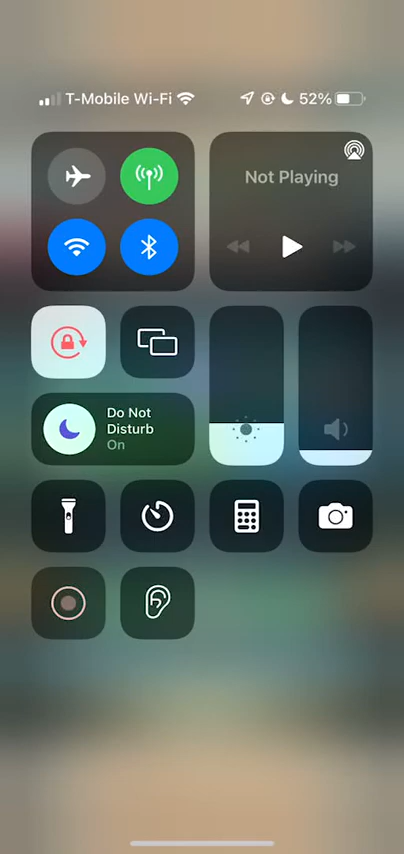 T-Mobile Wi-Fi 52%
Not Playing
Do Not
Disturb
On